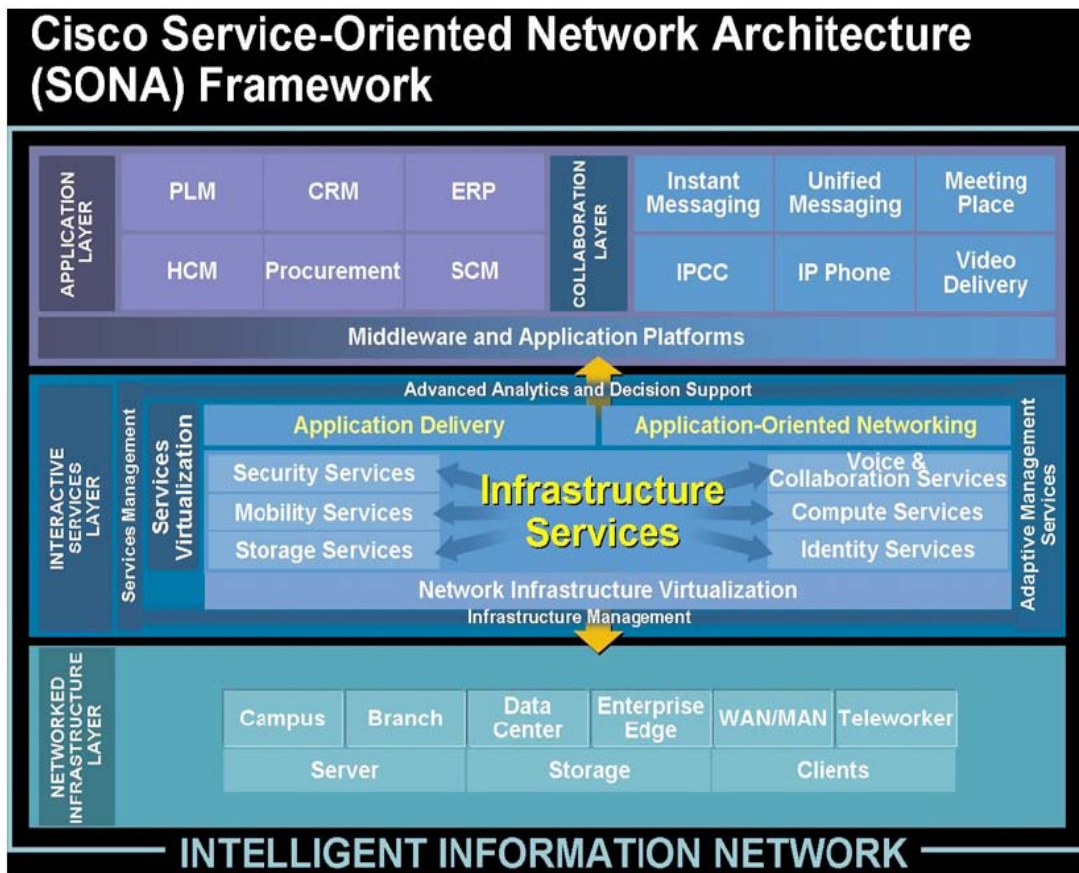 Cisco Service-Oriented Network Architecture
(SONA) Framework
APPLICATION
LAYER
PLM
CRM
ERP
HCM
Procurement
SCM
COLLABORATION
LAYER
Instant
Messaging
Unified
Messaging
Meeting
Place
IPCC
IP Phone
Video
Delivery
Middleware and Application Platforms
INTERACTIVE
SERVICES
LAYER
Services Management
Services
Virtualization
Advanced Analytics and Decision Support
Application Delivery
Application-Oriented Networking
Security Services
Mobility Services
Storage Services
Infrastructure
Services
Voice &
Collaboration Services
Compute Services
Identity Services
Network Infrastructure Virtualization
Infrastructure Management
Adaptive Management
Services
NETWORKED
INFRASTRUCTURE
LAYER
Campus
Branch
Data
Center
Enterprise
Edge
WAN/MAN
Teleworker
Server
Storage
Clients
INTELLIGENT INFORMATION NETWORK